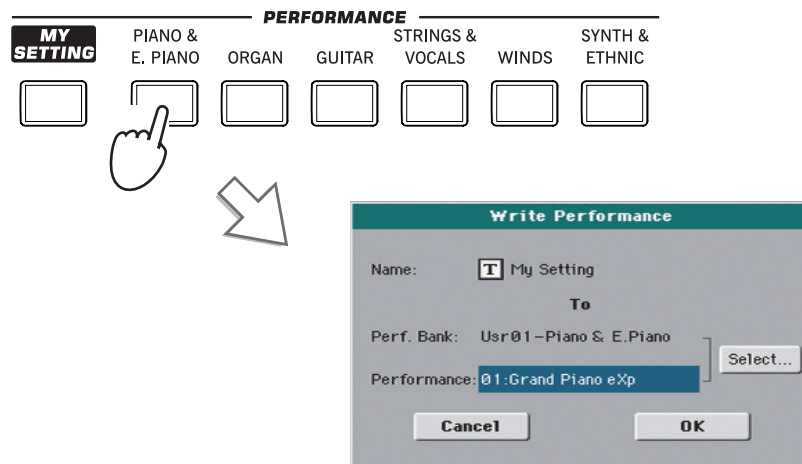 PERFORMANCE
MY SETTING
PIANO & E. PIANO
ORGAN
GUITAR
STRINGS & VOCALS
WINDS
SYNTH & ETHNIC
Write Performance
Name: T My Setting
To
Perf. Bank: Usr01-Piano & E.Piano
Select...
Performance: 01:Grand Piano eXp
Cancel OK